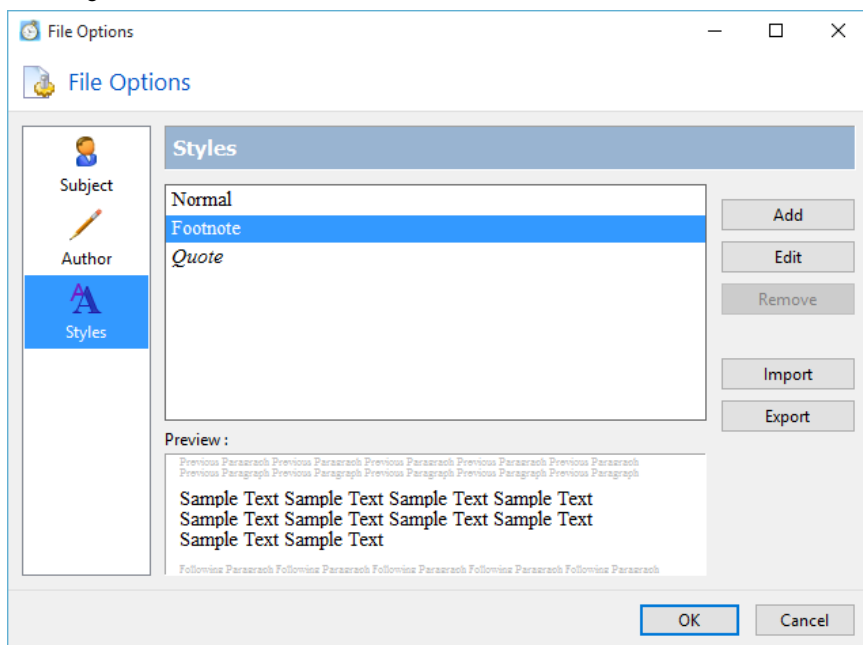 File Options
File Options
Subject
Author
Styles
Styles
Normal
Footnote
Quote
Add
Edit
Remove
Import
Export
Preview :
Previous Paragraph Previous Paragraph Previous Paragraph Previous Paragraph Previous Paragraph
Previous Paragraph Previous Paragraph Previous Paragraph Previous Paragraph Previous Paragraph
Sample Text Sample Text Sample Text Sample Text
Sample Text Sample Text Sample Text Sample Text
Sample Text Sample Text
Following Paragraph Following Paragraph Following Paragraph Following Paragraph Following Paragraph
OK
Cancel